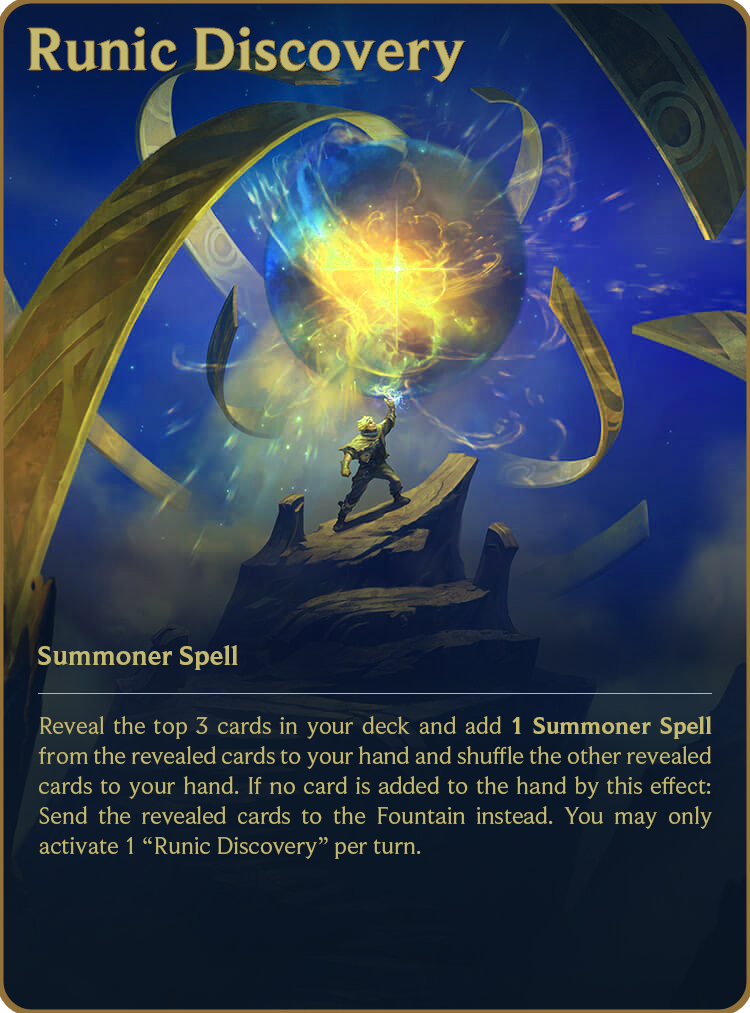 Runic Discovery
Summoner Spell
Reveal the top 3 cards in your deck and add 1 Summoner Spell
from the revealed cards to your hand and shuffle the other revealed
cards to your hand. If no card is added to the hand by this effect:
Send the revealed cards to the Fountain instead. You may only
activate 1 “Runic Discovery” per turn.